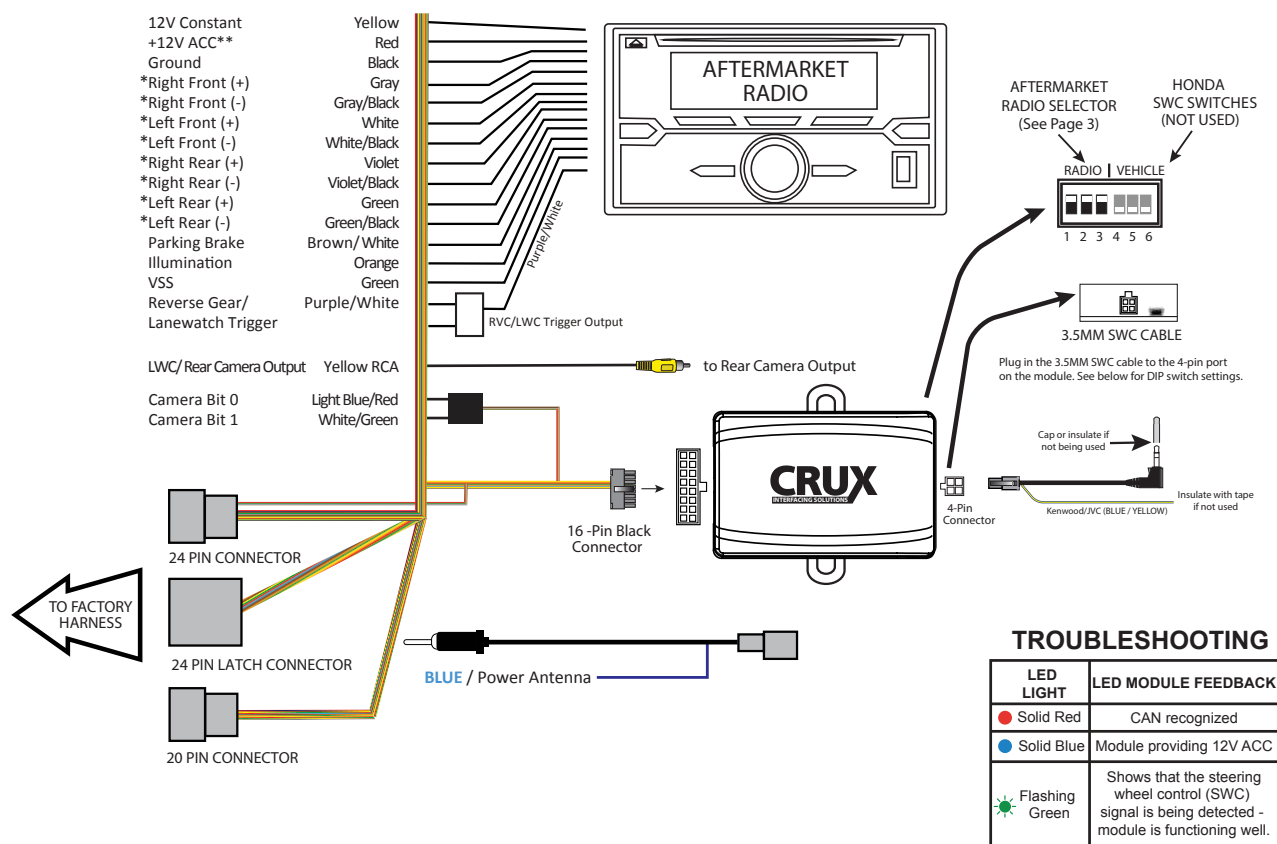 12V Constant Yellow
+12V ACC** Red
Ground Black
*Right Front (+) Gray
*Right Front (-) Gray/Black
*Left Front (+) White
*Left Front (-) White/Black
*Right Rear (+) Violet
*Right Rear (-) Violet/Black
*Left Rear (+) Green
*Left Rear (-) Green/Black
Parking Brake Brown/White
Illumination Orange
VSS Green
Reverse Gear/ Purple/White
Lanewatch Trigger
RVC/LWC Trigger Output
Purple/White
AFTERMARKET
RADIO
AFTERMARKET
RADIO SELECTOR
(See Page 3)
HONDA
SWC SWITCHES
(NOT USED)
RADIO | VEHICLE
1 2 3 4 5 6
3.5MM SWC CABLE
Plug in the 3.5MM SWC cable to the 4-pin port
on the module. See below for DIP switch settings.
LWC/ Rear Camera Output Yellow RCA
to Rear Camera Output
Camera Bit 0 Light Blue/Red
Camera Bit 1 White/Green
16 -Pin Black
Connector
CRUX
INTERFACING SOLUTIONS
4-Pin
Connector
Cap or insulate if
not being used
Kenwood/JVC (BLUE / YELLOW)
Insulate with tape
if not used
24 PIN CONNECTOR
TO FACTORY
HARNESS
24 PIN LATCH CONNECTOR
20 PIN CONNECTOR
BLUE / Power Antenna
TROUBLESHOOTING
LED
LIGHT
LED MODULE FEEDBACK
Solid Red CAN recognized
Solid Blue Module providing 12V ACC
Flashing
Green
Shows that the steering
wheel control (SWC)
signal is being detected -
module is functioning well.